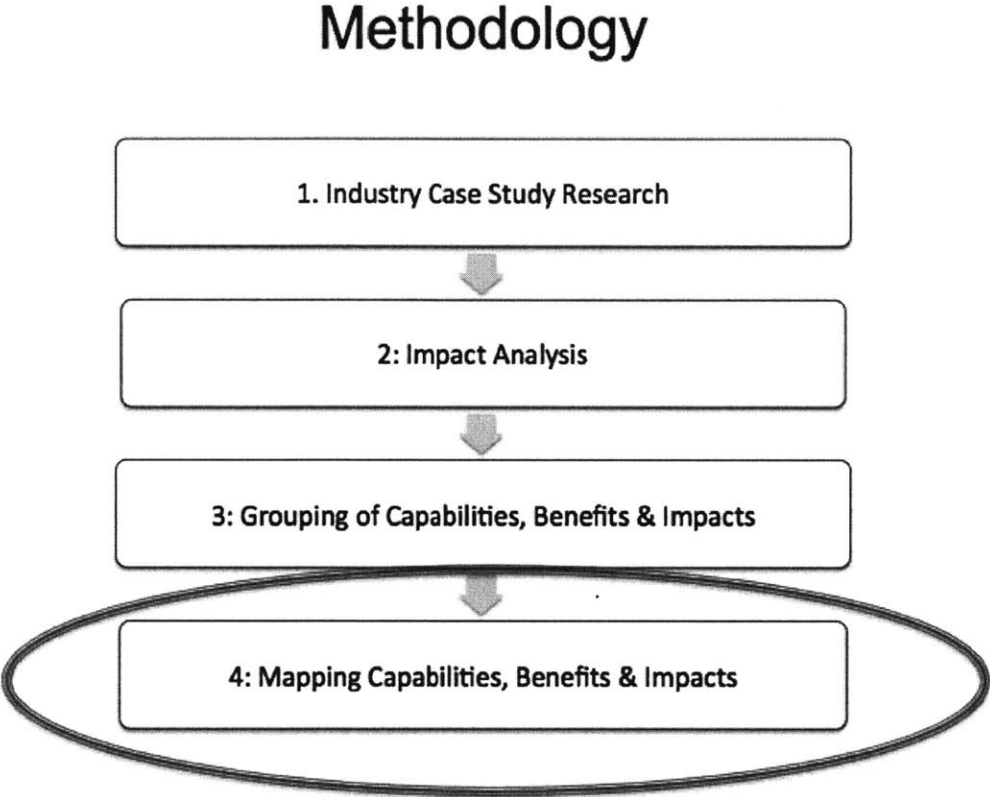 Methodology
1. Industry Case Study Research
2: Impact Analysis
3: Grouping of Capabilities, Benefits & Impacts
4: Mapping Capabilities, Benefits & Impacts